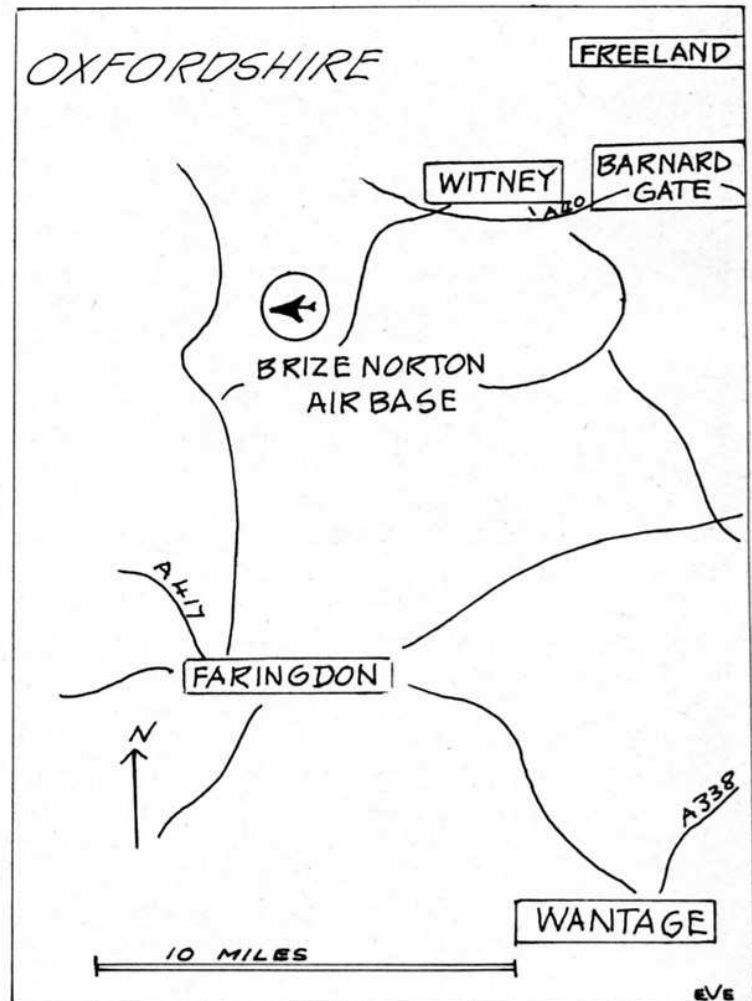 OXFORDSHIRE
FREELAND
WITNEY
BARNARD
GATE
A40
BRIZE NORTON
AIR BASE
A417
FARINGDON
N
A338
WANTAGE
10 MILES
EVE